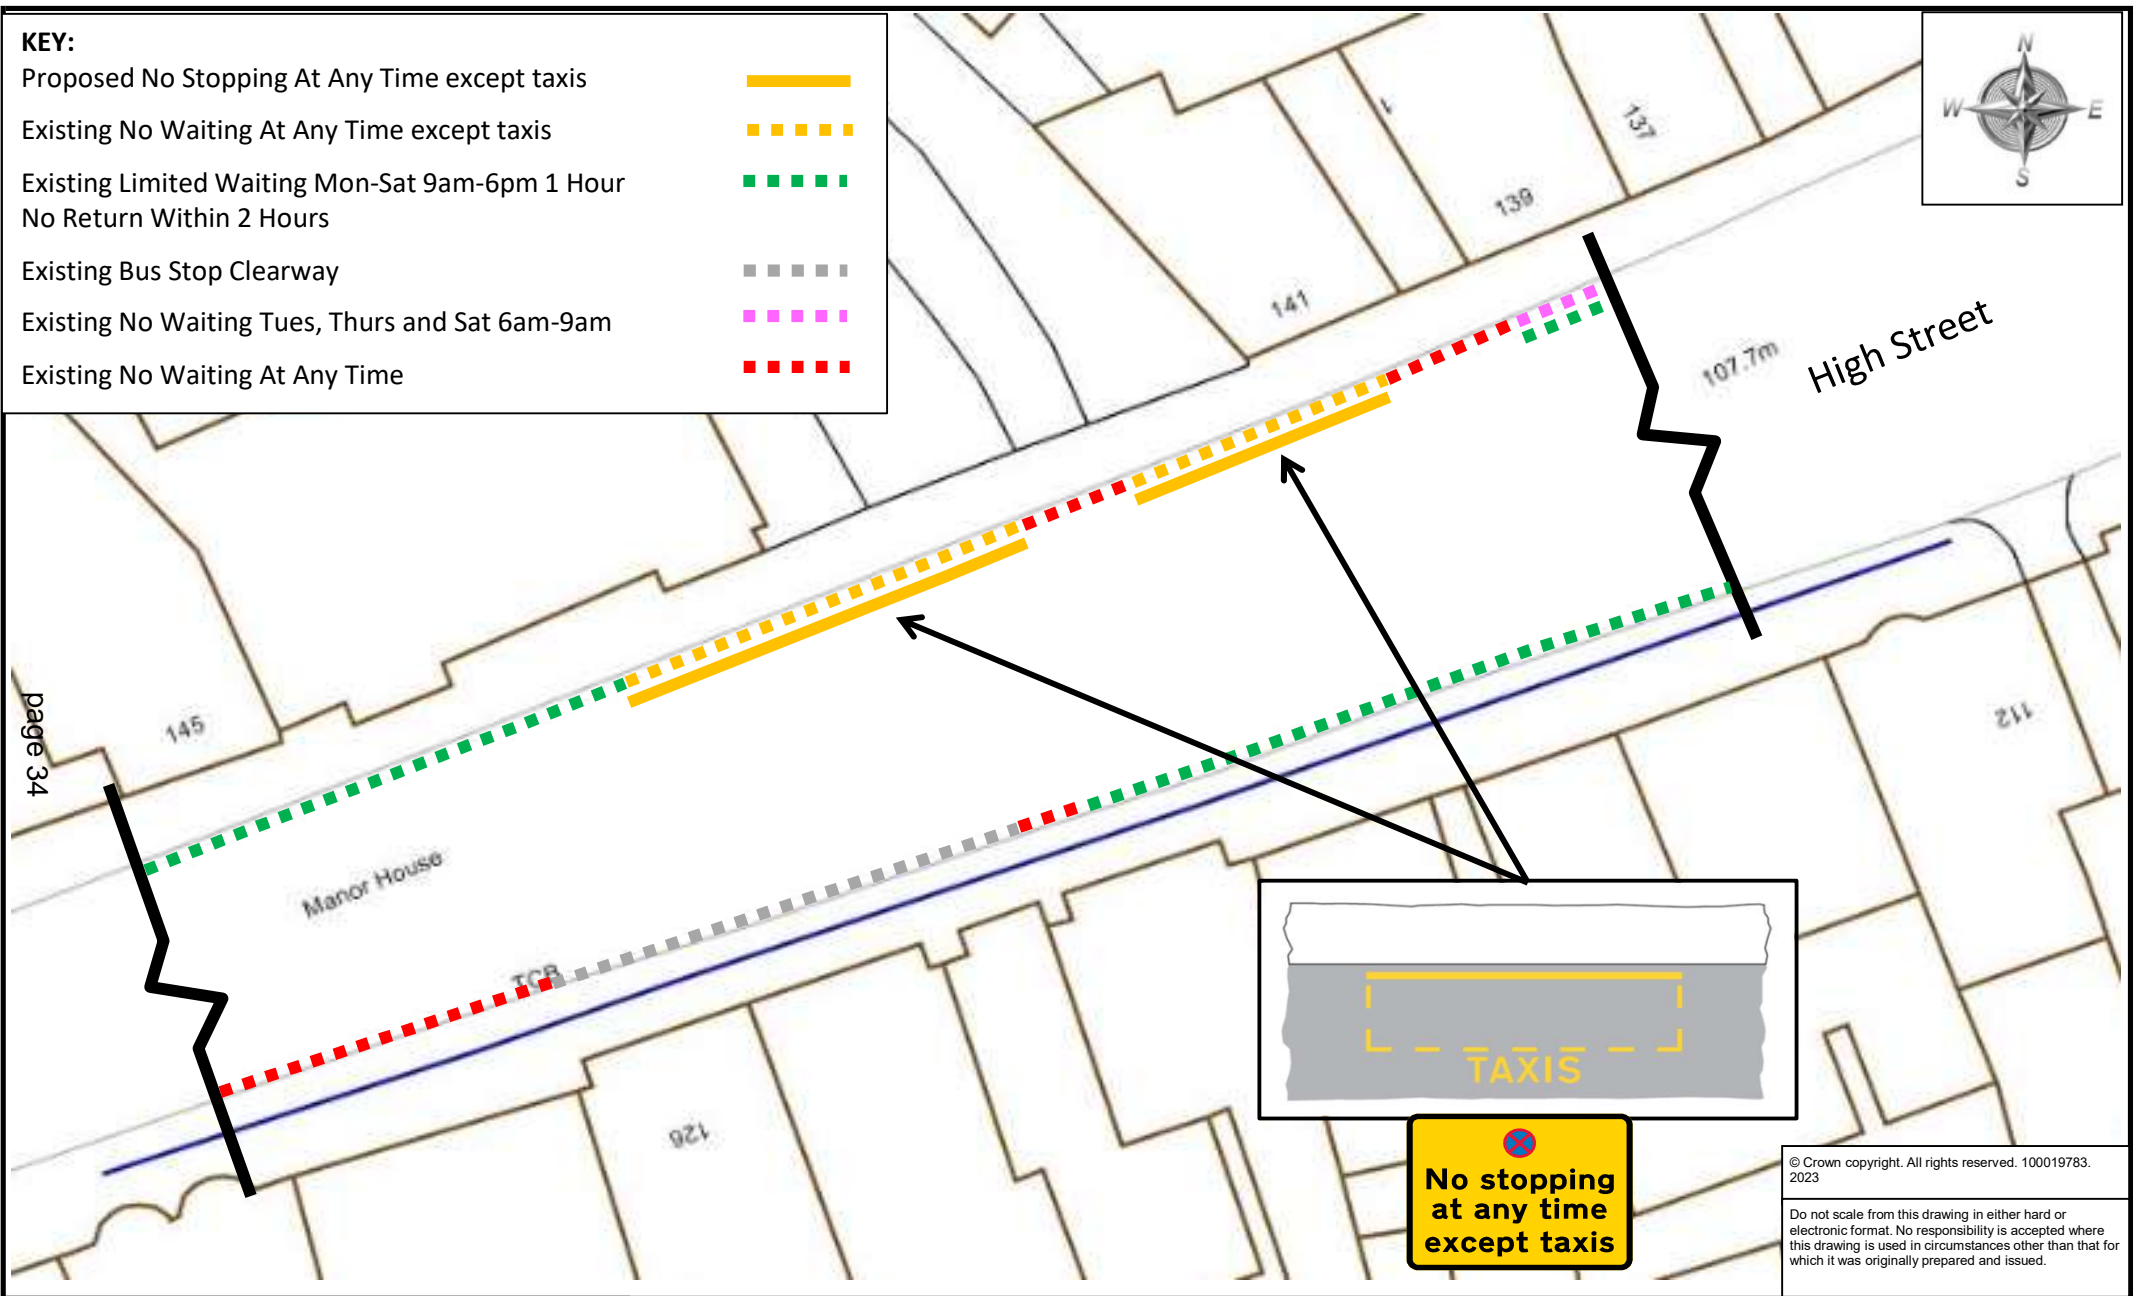 KEY:
Proposed No Stopping At Any Time except taxis
Existing No Waiting At Any Time except taxis
Existing Limited Waiting Mon-Sat 9am-6pm 1 Hour
No Return Within 2 Hours
Existing Bus Stop Clearway
Existing No Waiting Tues, Thurs and Sat 6am-9am
Existing No Waiting At Any Time
N
W
E
S
1
137
139
141
107.7m
High Street
page 34
145
Manor House
TCB
112
126
TAXIS
No stopping
at any time
except taxis
© Crown copyright. All rights reserved. 100019783.
2023
Do not scale from this drawing in either hard or
electronic format. No responsibility is accepted where
this drawing is used in circumstances other than that for
which it was originally prepared and issued.